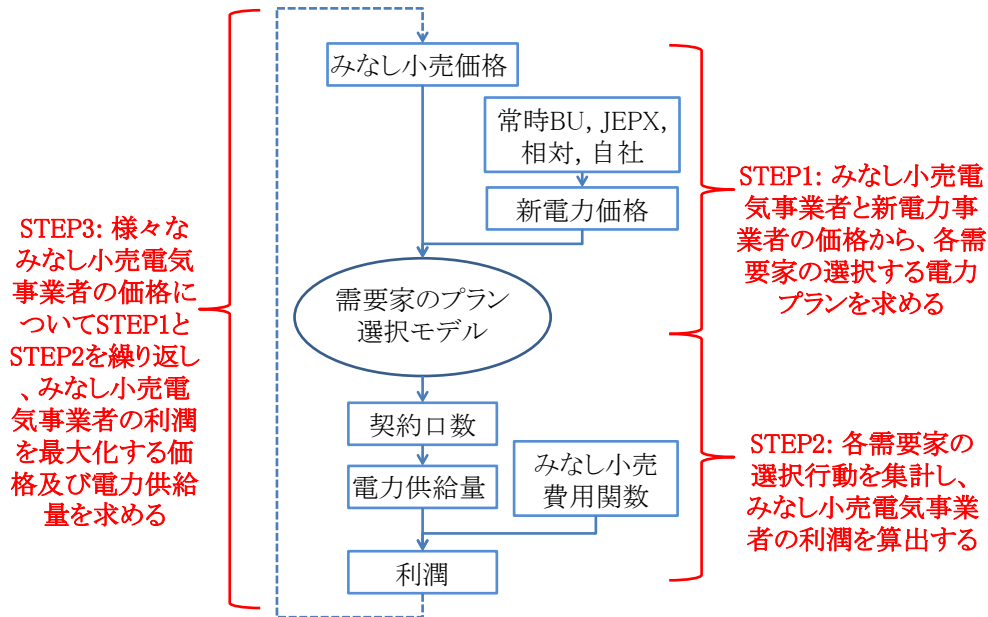 みなし小売価格
常時BU, JEPX,
相対, 自社
新電力価格
需要家のプラン
選択モデル
契約口数
電力供給量
みなし小売
費用関数
利潤
STEP1: みなし小売電
気事業者と新電力事
業者の価格から、各需
要家の選択する電力
プランを求める
STEP2: 各需要家の
選択行動を集計し、
みなし小売電気事業
者の利潤を算出する
STEP3: 様々な
みなし小売電気
事業者の価格に
ついてSTEP1と
STEP2を繰り返し
、みなし小売電
気事業者の利潤
を最大化する価
格及び電力供給
量を求める